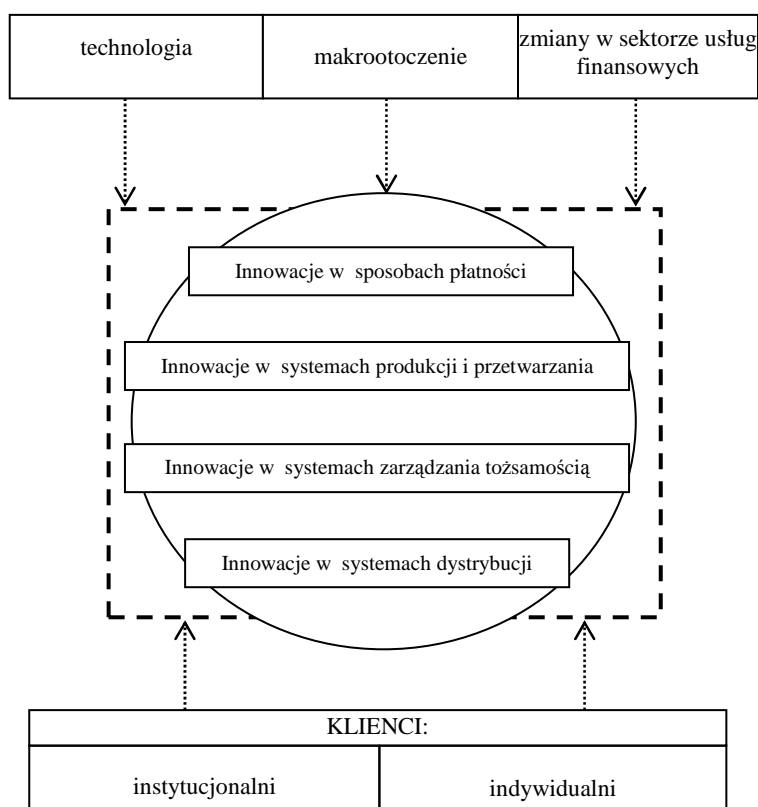 technologia
makrootoczenie
zmiany w sektorze usług
finansowych
Innowacje w sposobach płatności
Innowacje w systemach produkcji i przetwarzania
Innowacje w systemach zarządzania tożsamością
Innowacje w systemach dystrybucji
KLIENCI:
instytucjonalni
indywidualni